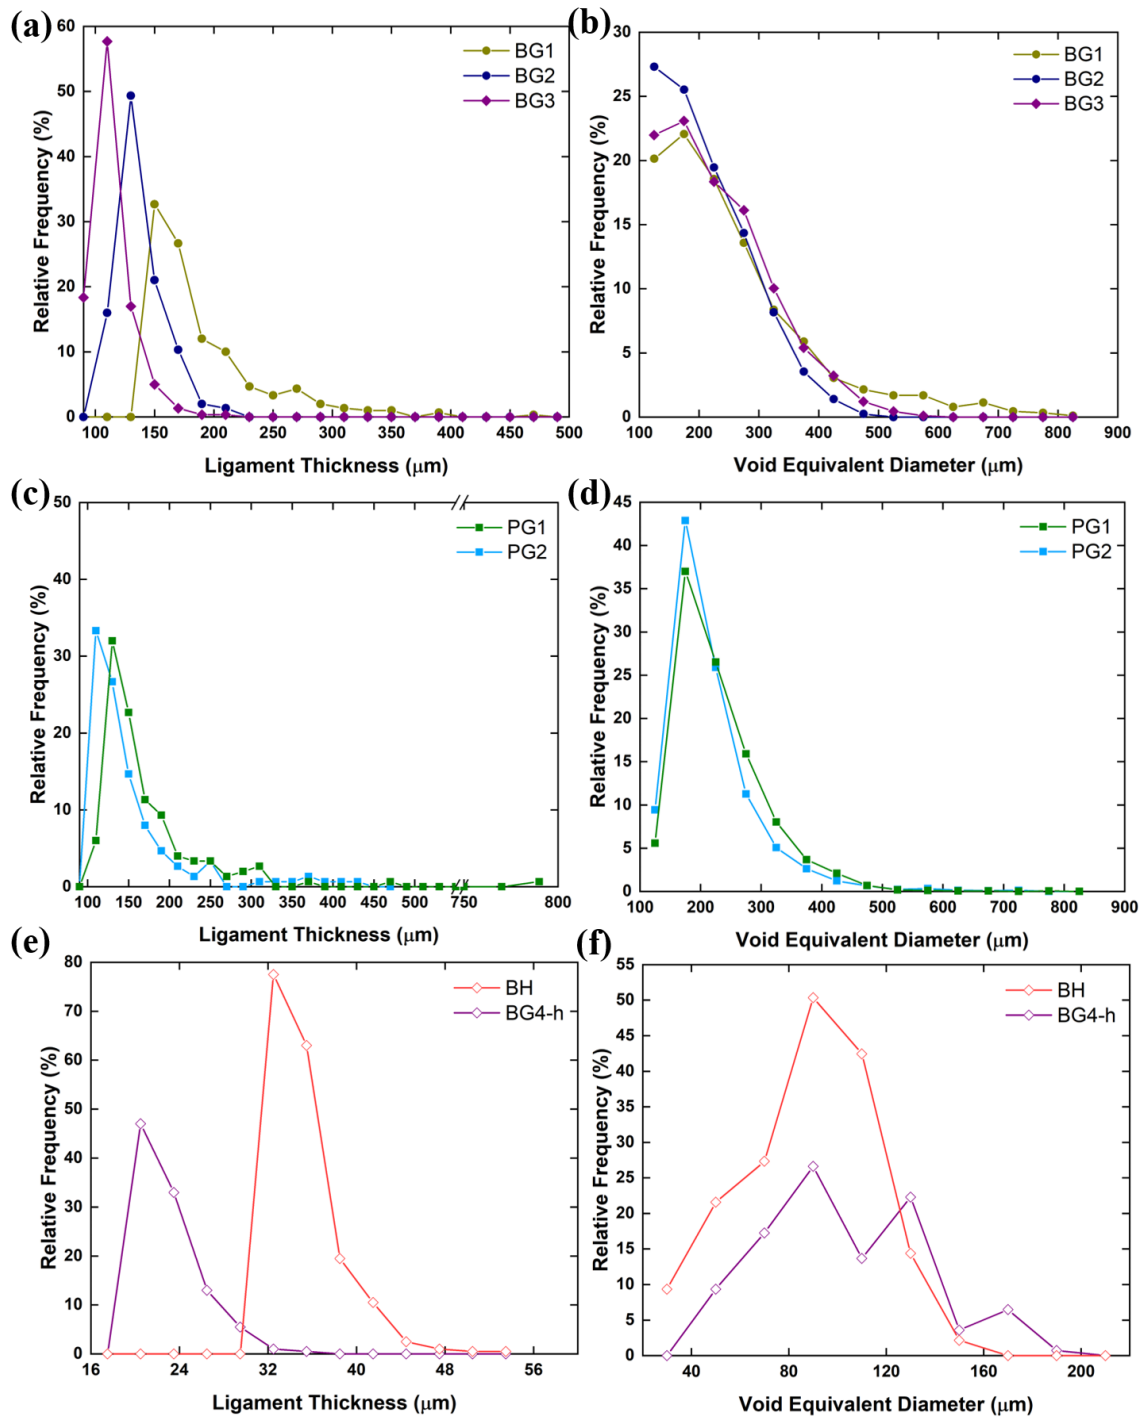 (a)
60
50
40
30
20
10
0
Relative Frequency (%)
BG1
BG2
BG3
100 150 200 250 300 350 400 450 500
Ligament Thickness (μm)
(b)
30
25
20
15
10
5
0
Relative Frequency (%)
BG1
BG2
BG3
100 200 300 400 500 600 700 800 900
Void Equivalent Diameter (μm)
(c)
50
40
30
20
10
0
Relative Frequency (%)
PG1
PG2
100 150 200 250 300 350 400 450 500 750 800
Ligament Thickness (μm)
(d)
45
40
35
30
25
20
15
10
5
0
Relative Frequency (%)
PG1
PG2
100 200 300 400 500 600 700 800 900
Void Equivalent Diameter (μm)
(e)
80
70
60
50
40
30
20
10
0
Relative Frequency (%)
BH
BG4-h
16 24 32 40 48 56
Ligament Thickness (μm)
(f)
55
50
45
40
35
30
25
20
15
10
5
0
Relative Frequency (%)
BH
BG4-h
40 80 120 160 200
Void Equivalent Diameter (μm)